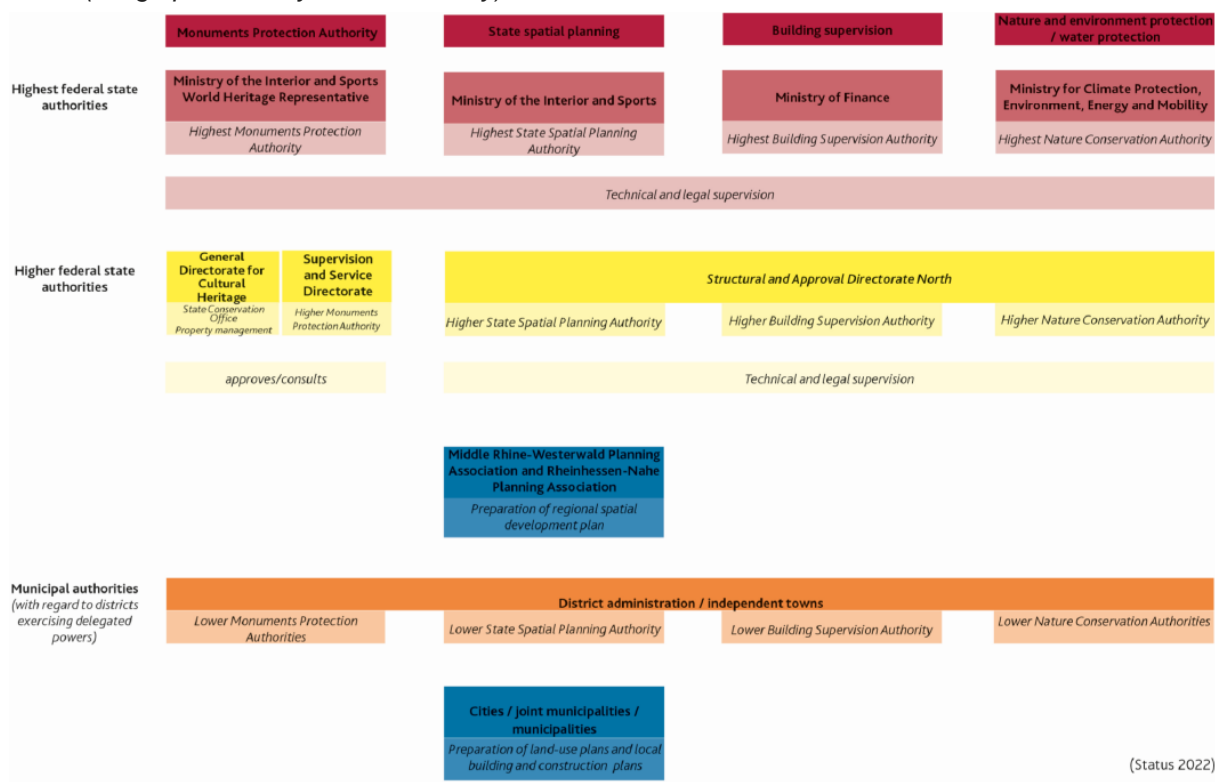 Monuments Protection Authority
State spatial planning
Building supervision
Nature and environment protection
/ water protection
Highest federal state
authorities
Ministry of the Interior and Sports
World Heritage Representative
Highest Monuments Protection
Authority
Ministry of the Interior and Sports
Highest State Spatial Planning
Authority
Ministry of Finance
Highest Building Supervision Authority
Ministry for Climate Protection,
Environment, Energy and Mobility
Highest Nature Conservation Authority
Technical and legal supervision
Higher federal state
authorities
General
Directorate for
Cultural
Heritage
State Conservation
Office
Property management
Supervision
and Service
Directorate
Higher Monuments
Protection Authority
Structural and Approval Directorate North
Higher State Spatial Planning Authority
Higher Building Supervision Authority
Higher Nature Conservation Authority
approves/consults
Technical and legal supervision
Middle Rhine-Westerwald Planning
Association and Rheinhessen-Nahe
Planning Association
Preparation of regional spatial
development plan
Municipal authorities
(with regard to districts
exercising delegated
powers)
District administration / independent towns
Lower Monuments Protection
Authorities
Lower State Spatial Planning Authority
Lower Building Supervision Authority
Lower Nature Conservation Authorities
Cities / joint municipalities /
municipalities
Preparation of land-use plans and local
building and construction plans
(Status 2022)